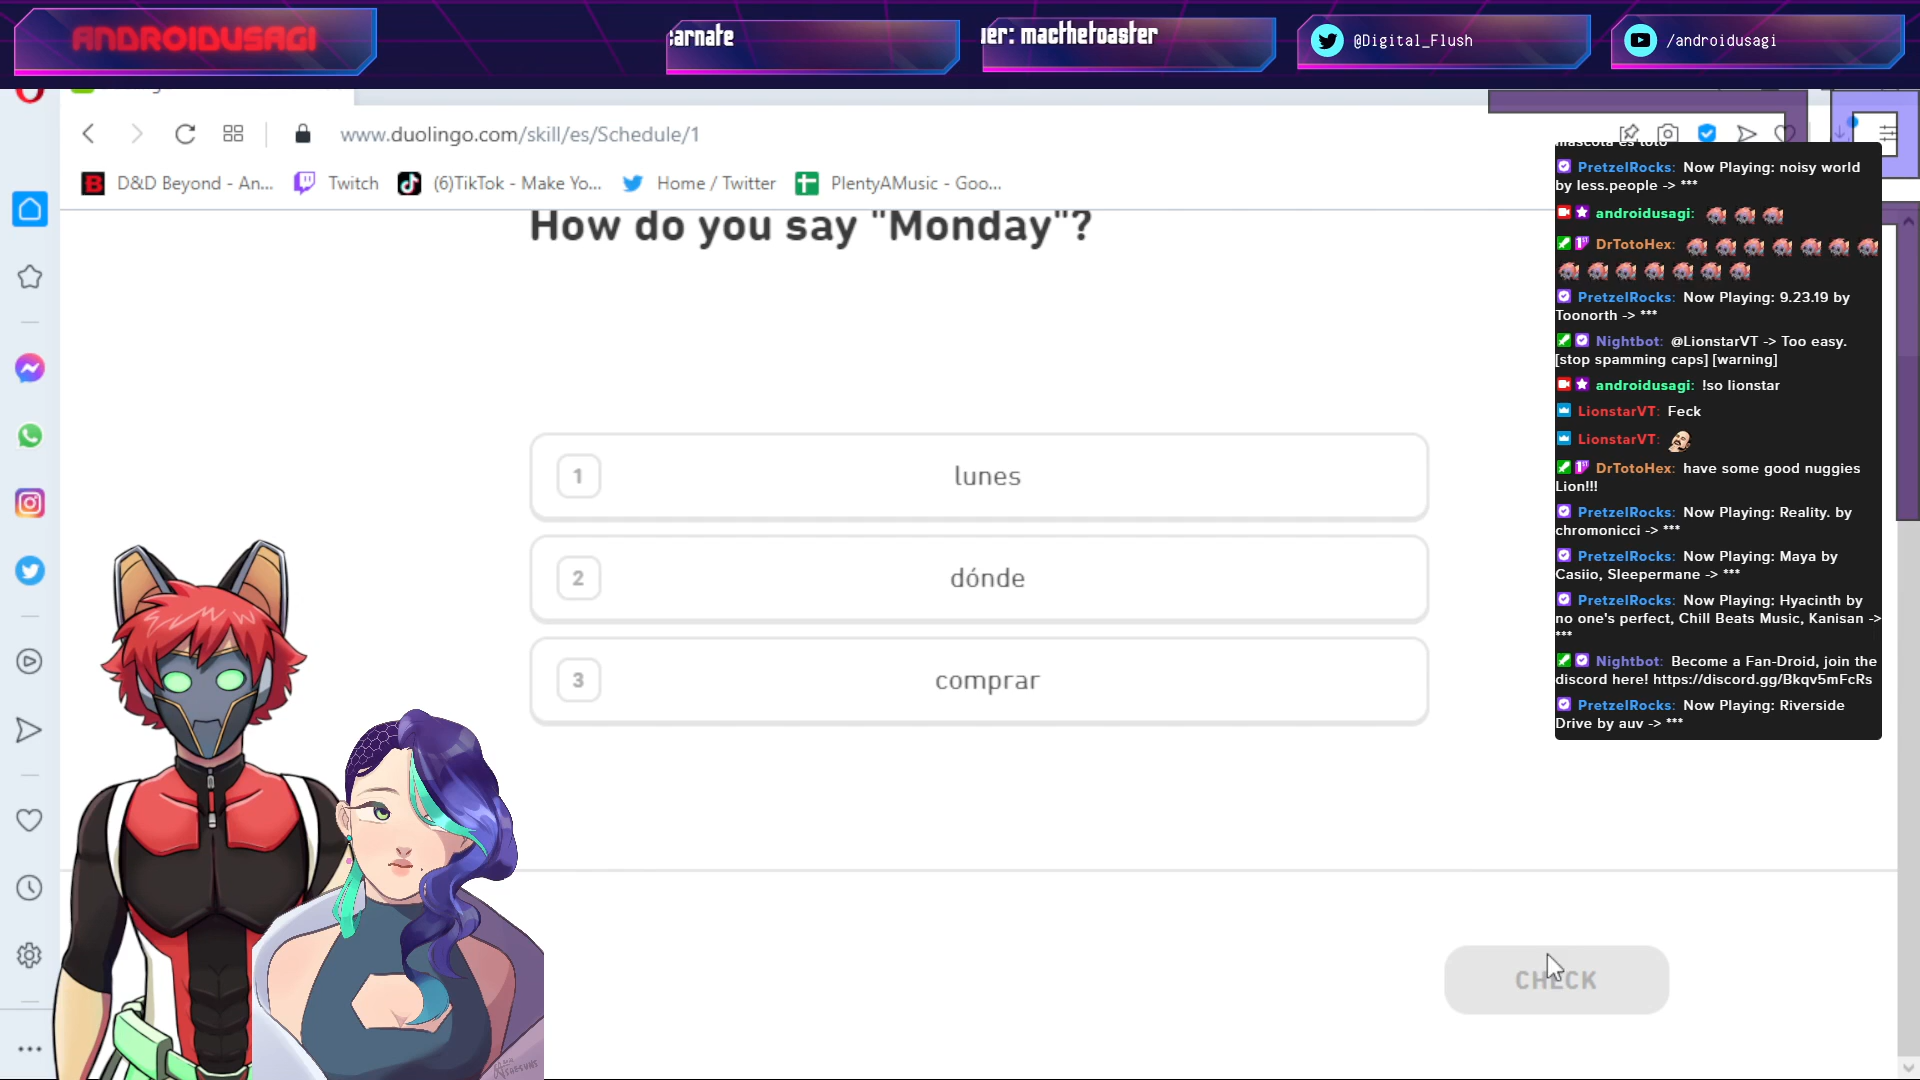 ANDROIDUSAGI
carnate
ier: macthetoaster
@Digital_Flush
/androidusagi
www.duolingo.com/skill/es/Schedule/1
D&D Beyond - An...
Twitch
(6)TikTok - Make Yo...
Home / Twitter
PlentyAMusic - Goo...
How do you say "Monday"?
1 lunes
2 dónde
3 comprar
CHECK
mascota es toto
PretzelRocks: Now Playing: noisy world
by less.people -> ***
androidusagi:
DrTotoHex:
PretzelRocks: Now Playing: 9.23.19 by
Toonorth -> ***
Nightbot: @LionstarVT -> Too easy.
[stop spamming caps] [warning]
androidusagi: !so lionstar
LionstarVT: Feck
LionstarVT:
DrTotoHex: have some good nuggies
Lion!!!
PretzelRocks: Now Playing: Reality. by
chromonicci -> ***
PretzelRocks: Now Playing: Maya by
Casiio, Sleepermane -> ***
PretzelRocks: Now Playing: Hyacinth by
no one's perfect, Chill Beats Music, Kanisan ->
***
Nightbot: Become a Fan-Droid, join the
discord here! https://discord.gg/Bkqv5mFcRs
PretzelRocks: Now Playing: Riverside
Drive by auv -> ***